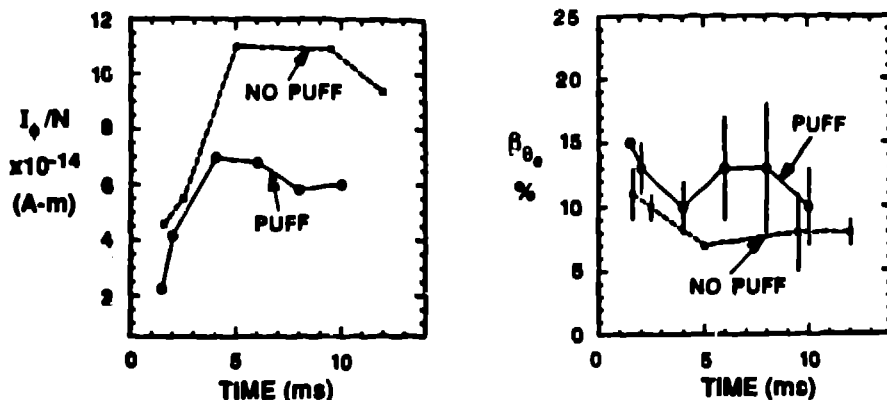 12
10
8
6
4
2
0
5
10
I_ϕ/N
x10⁻¹⁴
(A-m)
NO PUFF
PUFF
TIME (ms)
25
20
15
10
5
0
0
5
10
β_θe
%
PUFF
NO PUFF
TIME (ms)